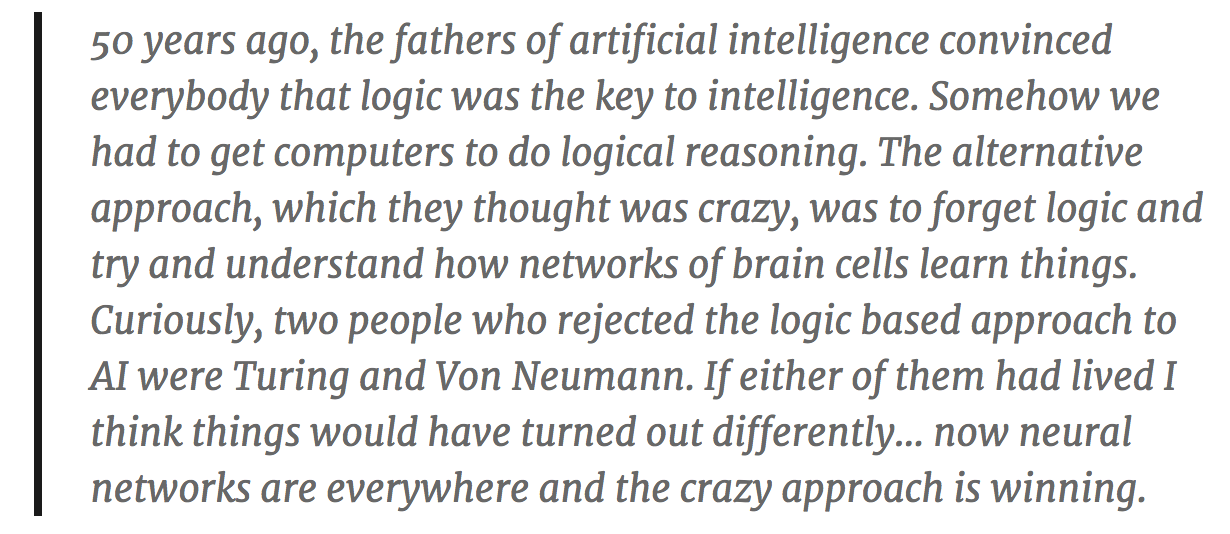 50 years ago, the fathers of artificial intelligence convinced
everybody that logic was the key to intelligence. Somehow we
had to get computers to do logical reasoning. The alternative
approach, which they thought was crazy, was to forget logic and
try and understand how networks of brain cells learn things.
Curiously, two people who rejected the logic based approach to
AI were Turing and Von Neumann. If either of them had lived I
think things would have turned out differently... now neural
networks are everywhere and the crazy approach is winning.